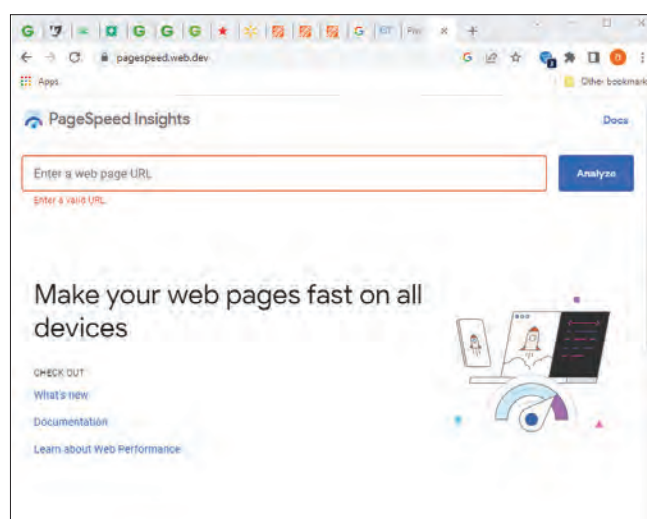 pagespeed.web.dev
Apps
Other bookmark
PageSpeed Insights
Docs
Enter a web page URL
Analyze
Enter a valid URL.
Make your web pages fast on all
devices
CHECK OUT
What's new
Documentation
Learn about Web Performance